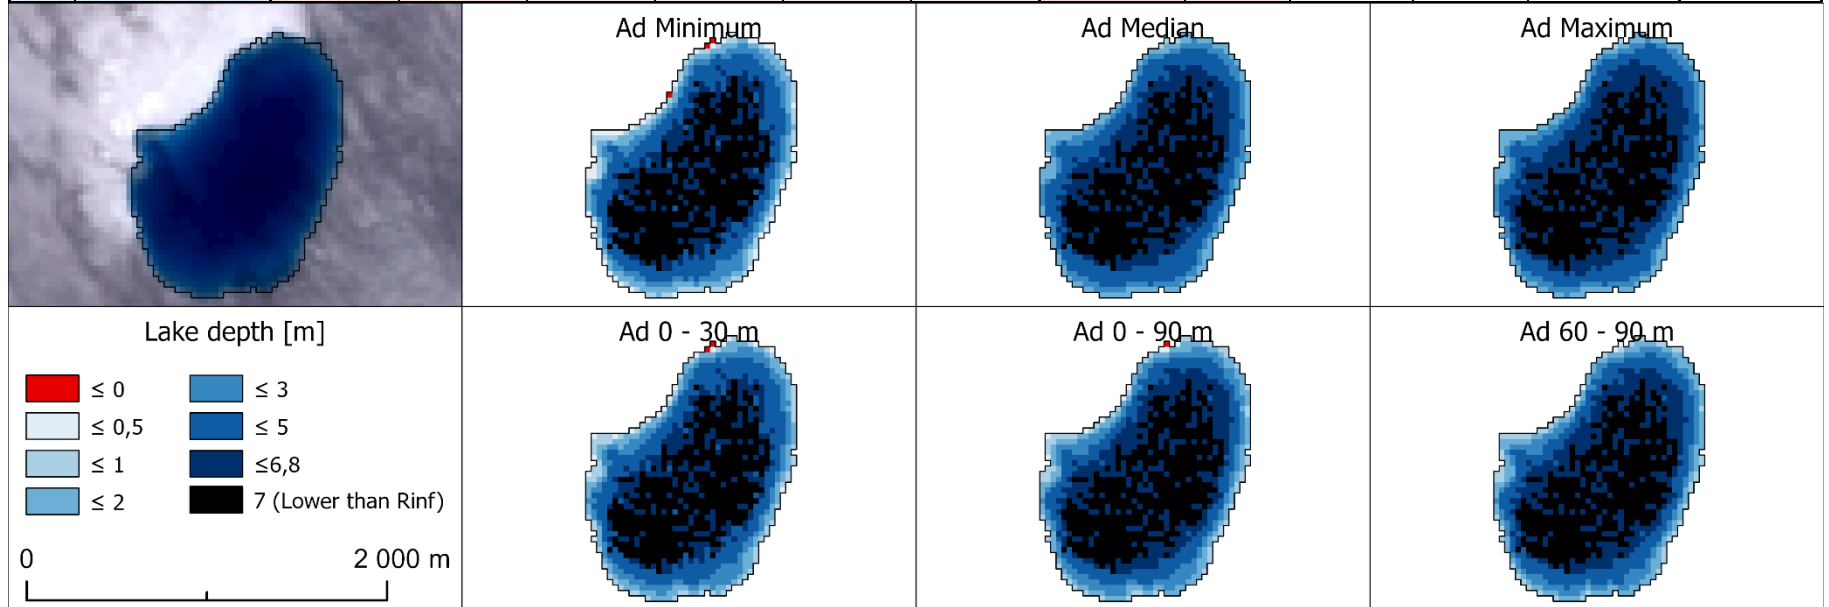 Ad Minimum
Ad Median
Ad Maximum
Lake depth [m]
Ad 0 - 30 m
Ad 0 - 90 m
Ad 60 - 90 m
≤ 0
≤ 3
≤ 0,5
≤ 5
≤ 1
≤6,8
≤ 2
7 (Lower than Rinf)
0
2 000 m